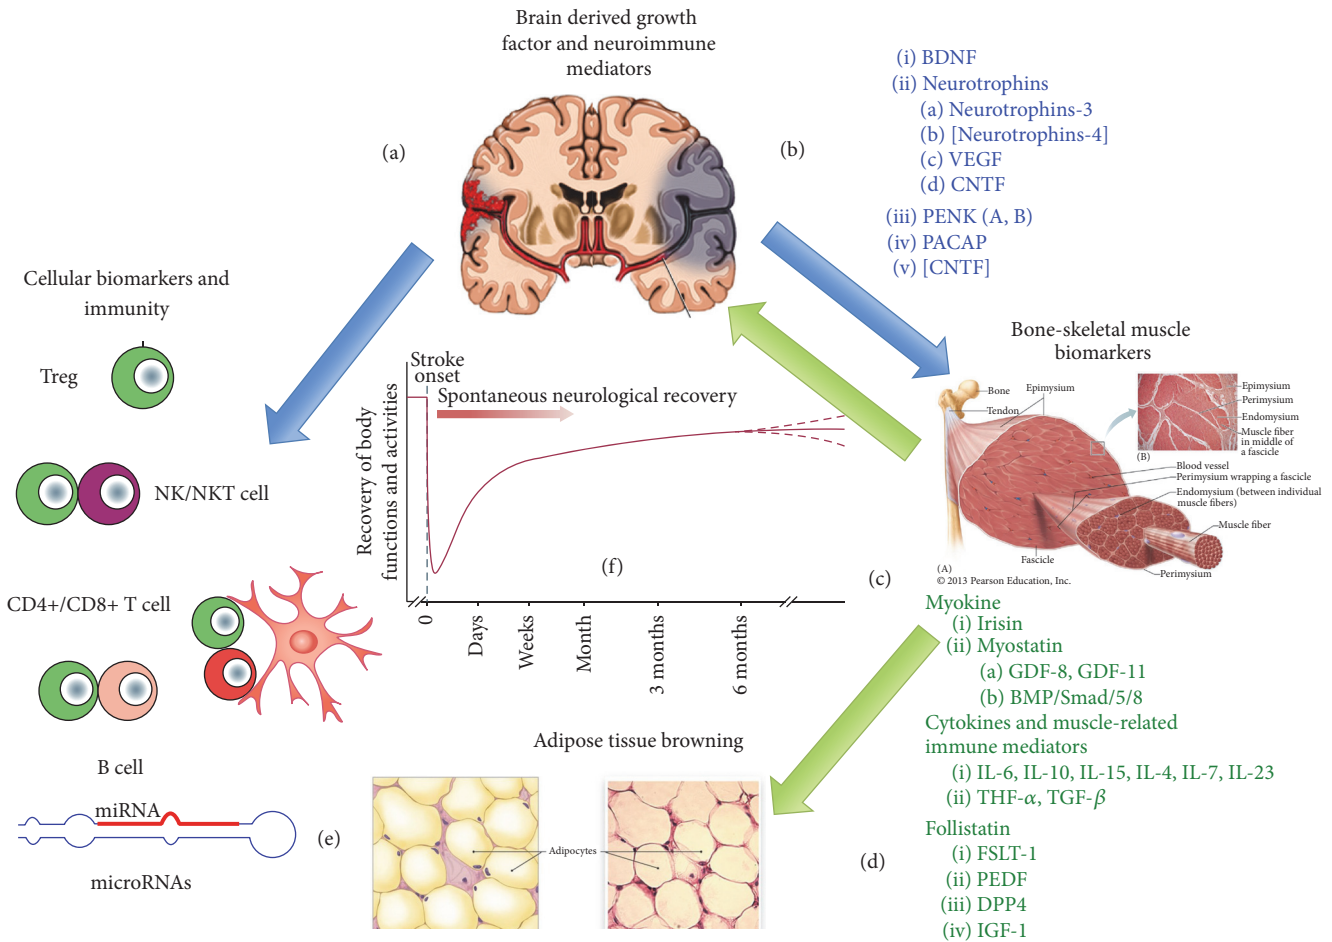 Brain derived growth
factor and neuroimmune
mediators
(a)
(b)
(i) BDNF
(ii) Neurotrophins
(a) Neurotrophins-3
(b) [Neurotrophins-4]
(c) VEGF
(d) CNTF
(iii) PENK (A, B)
(iv) PACAP
(v) [CNTF]
Cellular biomarkers and
immunity
Treg
NK/NKT cell
CD4+/CD8+ T cell
B cell
miRNA
microRNAs
(e)
Stroke
onset
Spontaneous neurological recovery
Recovery of body
functions and activities
(f)
0
Days
Weeks
Month
3 months
6 months
Bone-skeletal muscle
biomarkers
Bone
Epimysium
Tendon
Epimysium
Perimysium
Endomysium
Muscle fiber
in middle of
a fascicle
(B)
Blood vessel
Perimysium wrapping a fascicle
Endomysium (between individual
muscle fibers)
Muscle fiber
Fascicle
Perimysium
(A)
© 2013 Pearson Education, Inc.
(c)
Myokine
(i) Irisin
(ii) Myostatin
(a) GDF-8, GDF-11
(b) BMP/Smad/5/8
Cytokines and muscle-related
immune mediators
(i) IL-6, IL-10, IL-15, IL-4, IL-7, IL-23
(ii) THF-α, TGF-β
Follistatin
(i) FSLT-1
(ii) PEDF
(iii) DPP4
(iv) IGF-1
(d)
Adipose tissue browning
Adipocytes